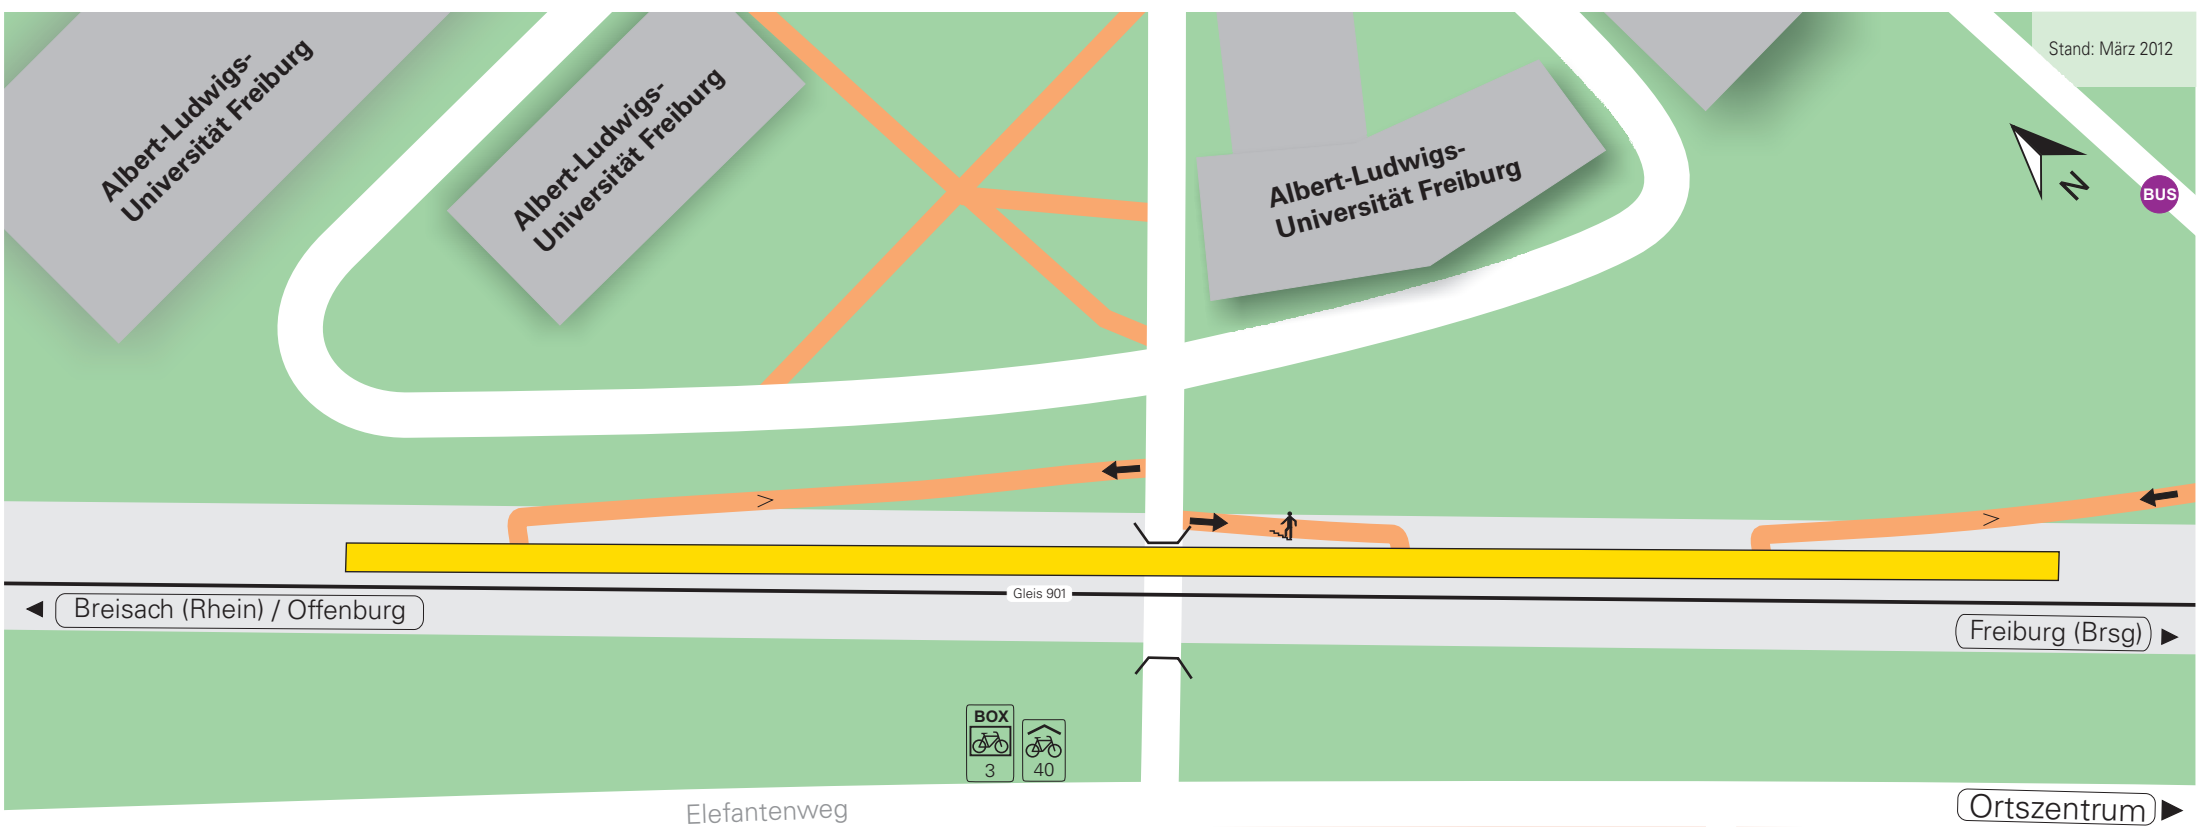 Albert-Ludwigs-
Universität Freiburg
Albert-Ludwigs-
Universität Freiburg
Albert-Ludwigs-
Universität Freiburg
Stand: März 2012
N
BUS
>
>
Gleis 901
Breisach (Rhein) / Offenburg
Freiburg (Brsg)
BOX
3
40
Elefantenweg
Ortszentrum